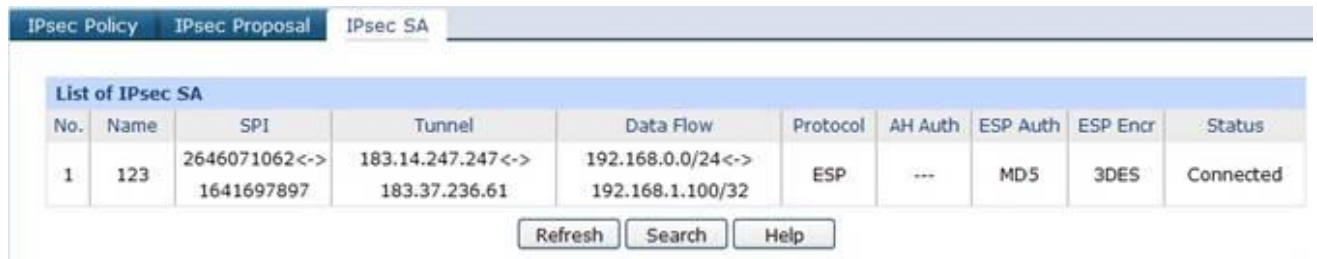 IPsec Policy IPsec Proposal IPsec SA
List of IPsec SA
No. Name SPI Tunnel Data Flow Protocol AH Auth ESP Auth ESP Encr Status
1 123 2646071062<-> 1641697897 183.14.247.247<-> 183.37.236.61 192.168.0.0/24<-> 192.168.1.100/32 ESP --- MD5 3DES Connected
Refresh Search Help